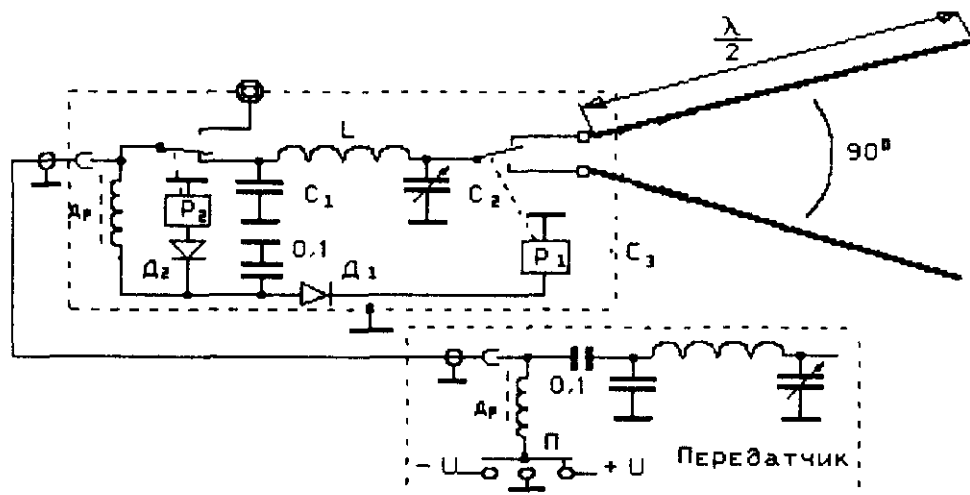 λ/2
90°
L
C₁
C₂
Др
P₂
Д₂
0,1
Д₁
P₁
C₃
0,1
Др
П
- U
+ U
Передатчик